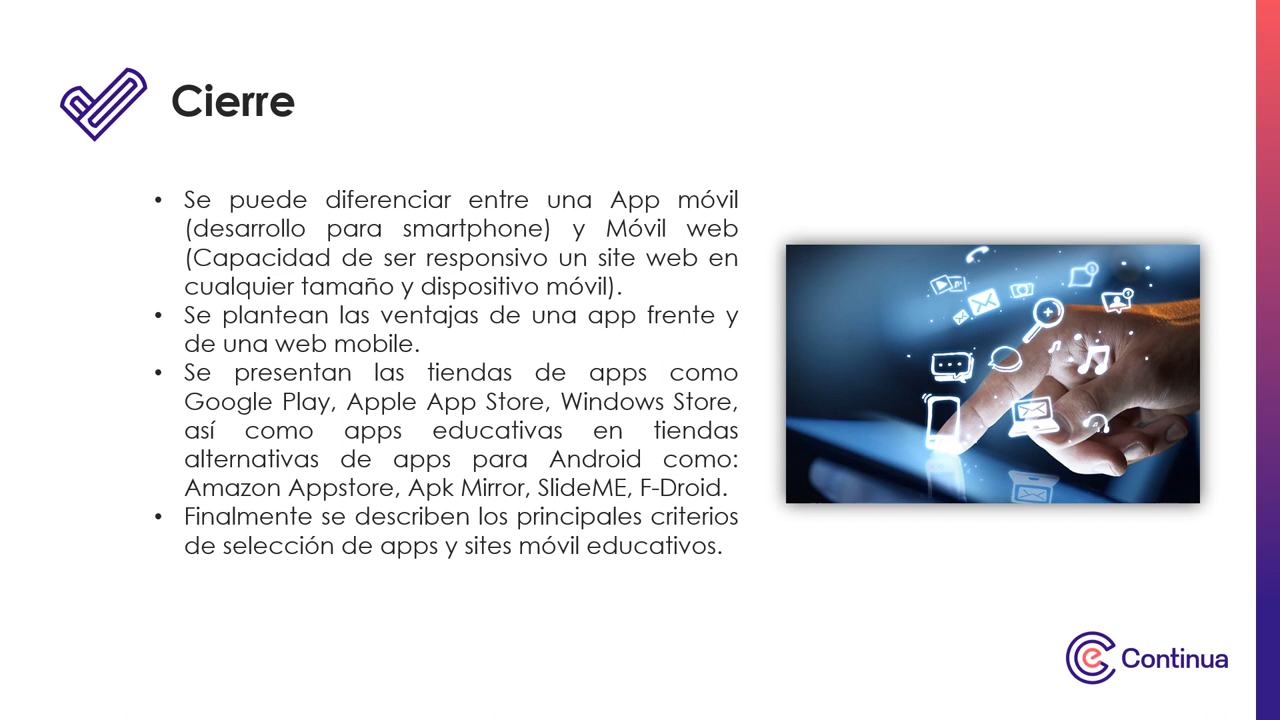 Cierre
• Se puede diferenciar entre una App móvil
(desarrollo para smartphone) y Móvil web
(Capacidad de ser responsivo un site web en
cualquier tamaño y dispositivo móvil).
• Se plantean las ventajas de una app frente y
de una web mobile.
• Se presentan las tiendas de apps como
Google Play, Apple App Store, Windows Store,
así como apps educativas en tiendas
alternativas de apps para Android como:
Amazon Appstore, Apk Mirror, SlideME, F-Droid.
• Finalmente se describen los principales criterios
de selección de apps y sites móvil educativos.
e Continua